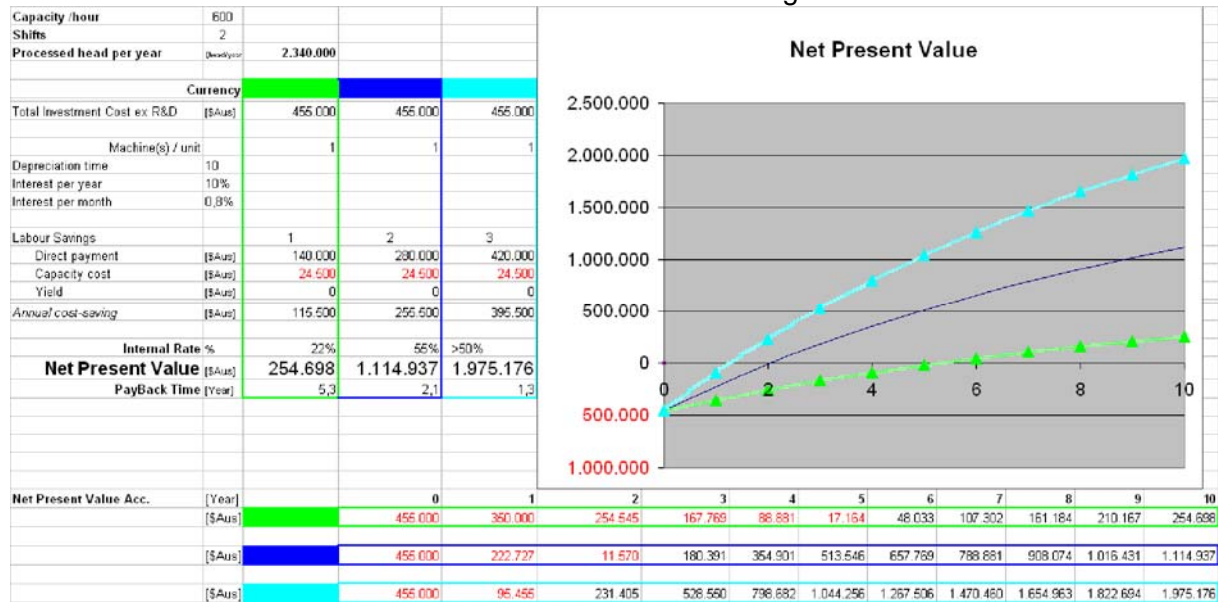 Capacity /hour 600
Shifts 2
Processed head per year [head/year 2.340.000
Currency
Total Investment Cost ex R&D [$Aus] 455.000 455.000 455.000
Machine(s) / unit 1 1 1
Depreciation time 10
Interest per year 10%
Interest per month 0,8%
Labour Savings 1 2 3
Direct payment [$Aus] 140.000 280.000 420.000
Capacity cost [$Aus] 24.500 24.500 24.500
Yield [$Aus] 0 0 0
Annual cost-saving [$Aus] 115.500 255.500 395.500
Internal Rate % 22% 55% >50%
Net Present Value [$Aus] 254.698 1.114.937 1.975.176
PayBack Time [Year] 5,3 2,1 1,3
Net Present Value
2.500.000
2.000.000
1.500.000
1.000.000
500.000
0
500.000
1.000.000
0 2 4 6 8 10
Net Present Value Acc. [Year] 0 1 2 3 4 5 6 7 8 9 10
[$Aus] 455.000 350.000 254.545 167.769 88.881 17.164 48.033 107.302 161.184 210.167 254.698
[$Aus] 455.000 222.727 11.570 180.391 354.901 513.546 657.769 788.881 908.074 1.016.431 1.114.937
[$Aus] 455.000 95.455 231.405 528.550 798.682 1.044.256 1.267.506 1.470.460 1.654.963 1.822.694 1.975.176